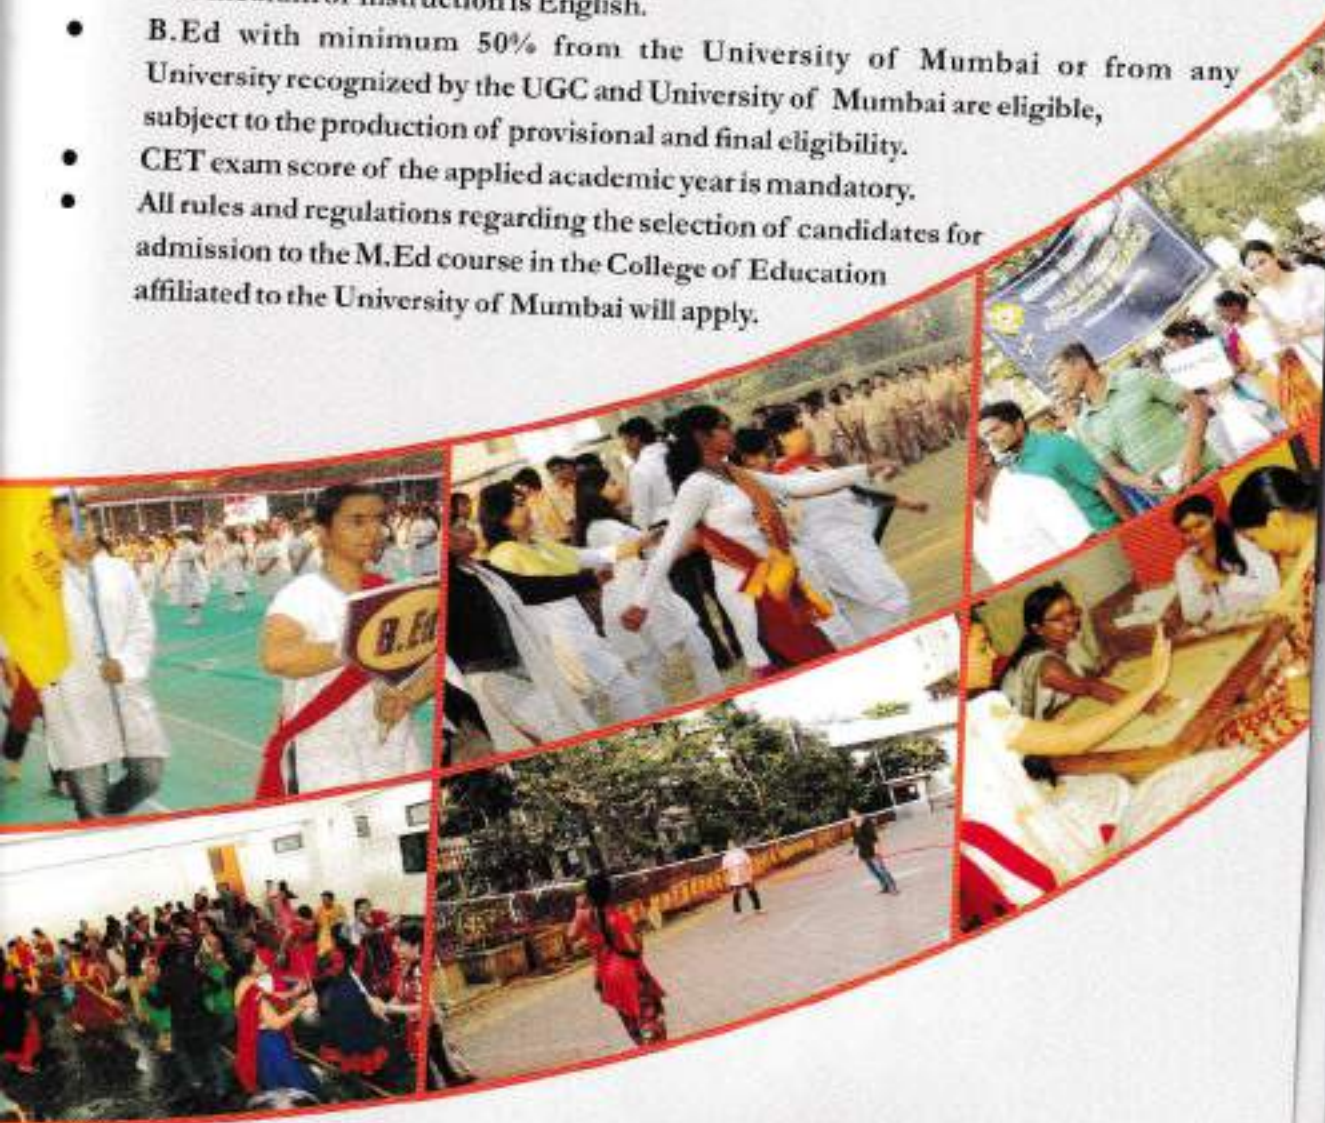 instruction is English.
• B.Ed with minimum 50% from the University of Mumbai or from any
University recognized by the UGC and University of Mumbai are eligible,
subject to the production of provisional and final eligibility.
• CET exam score of the applied academic year is mandatory.
• All rules and regulations regarding the selection of candidates for
admission to the M.Ed course in the College of Education
affiliated to the University of Mumbai will apply.
B.Ed